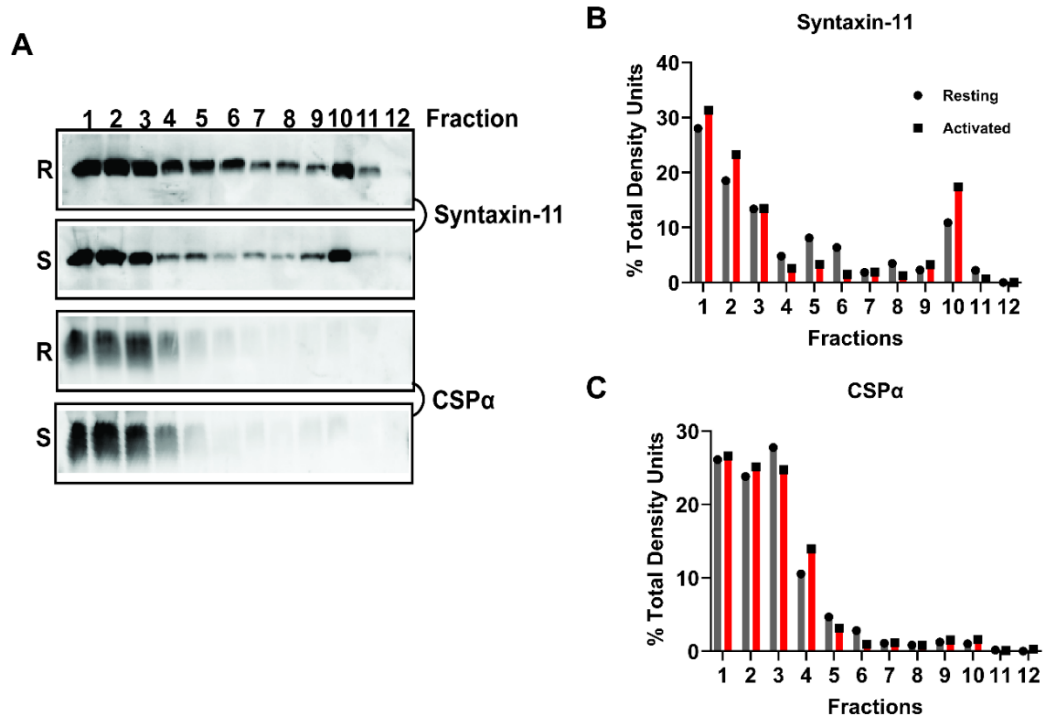 A
1 2 3 4 5 6 7 8 9 10 11 12 Fraction
R
Syntaxin-11
S
R
CSPα
S
B
Syntaxin-11
% Total Density Units
40
30
20
10
0
Resting
Activated
1 2 3 4 5 6 7 8 9 10 11 12
Fractions
C
CSPα
% Total Density Units
30
20
10
0
1 2 3 4 5 6 7 8 9 10 11 12
Fractions